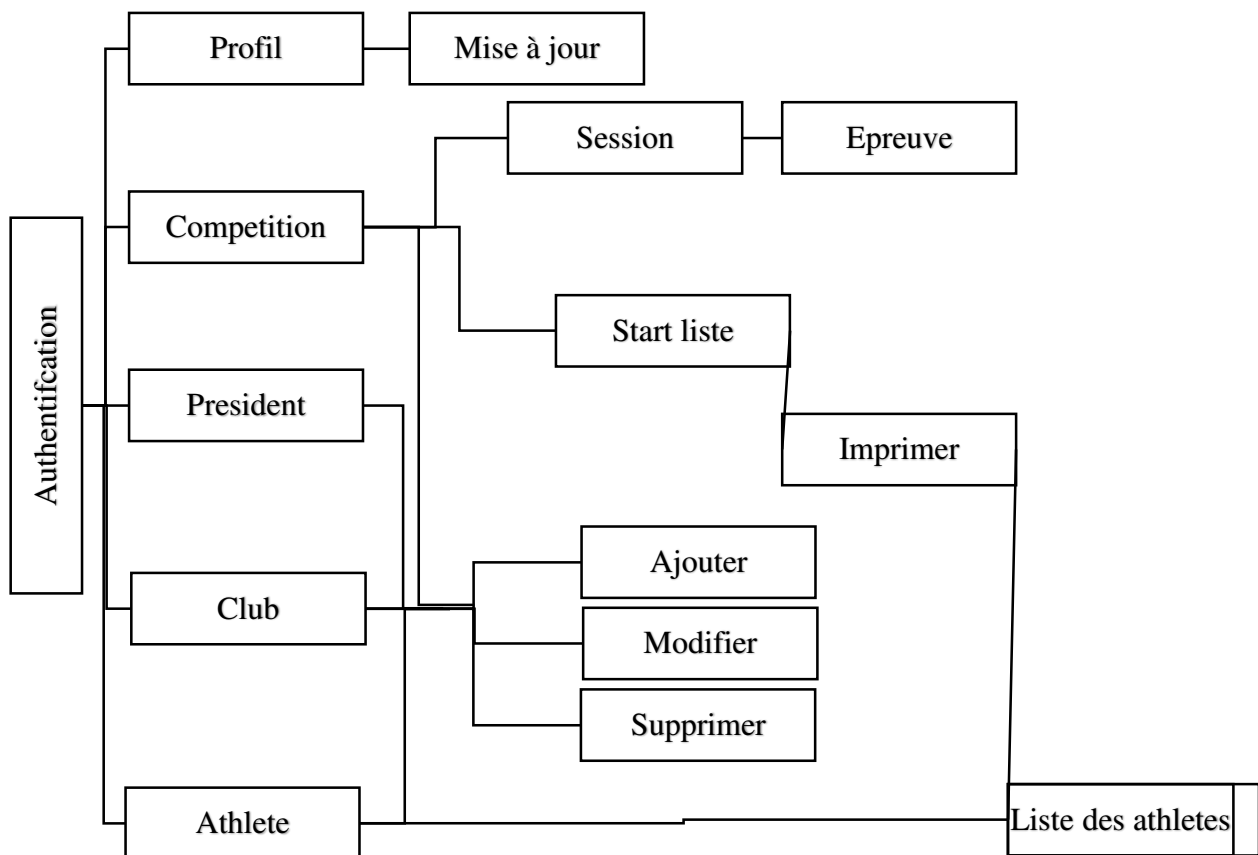 Profil
Mise à jour
Session
Epreuve
Competition
Authentifcation
Start liste
President
Imprimer
Ajouter
Club
Modifier
Supprimer
Athlete
Liste des athletes